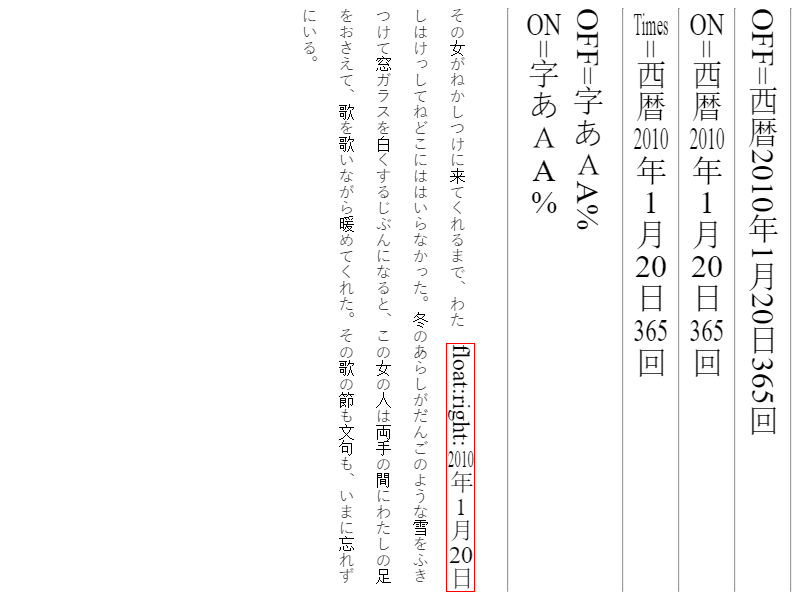 OFF=西暦2010年1月20日365回
ON=西暦2010年1月20日365回
Times=西暦2010年1月20日365回
OFF=字あＡA%
ON=字あＡA%
その女がねかしつけに来てくれるまで、わた
float:right: 2010年1月20日
しはけっしてねどこにははいらなかった。冬のあらしがだんごのような雪をふき
つけて窓ガラスを白くするじぶんになると、この女の人は両手の間にわたしの足
をおさえて、歌を歌いながら暖めてくれた。その歌の節も文句も、いまに忘れず
にいる。